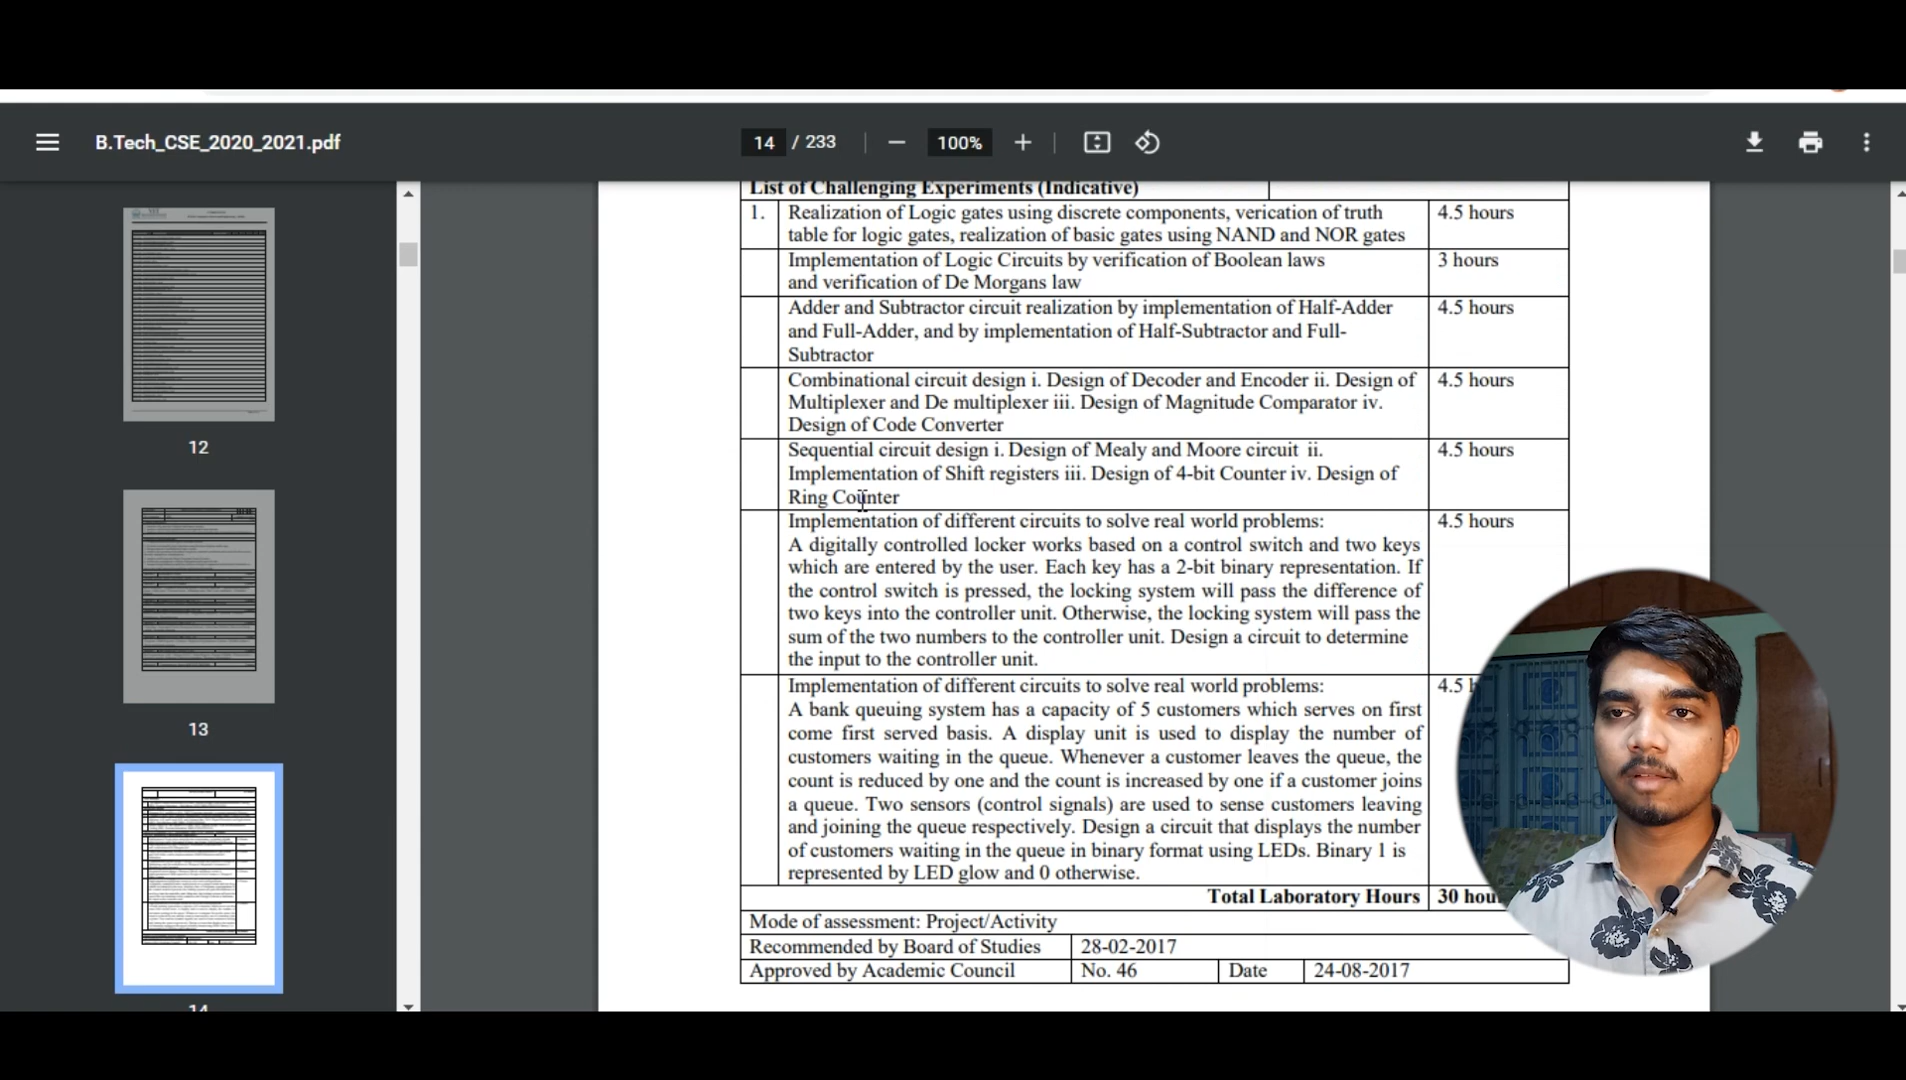 B.Tech_CSE_2020_2021.pdf
14 / 233
100%
12
13
14
List of Challenging Experiments (Indicative)
1. Realization of Logic gates using discrete components, verication of truth 4.5 hours
table for logic gates, realization of basic gates using NAND and NOR gates
Implementation of Logic Circuits by verification of Boolean laws 3 hours
and verification of De Morgans law
Adder and Subtractor circuit realization by implementation of Half-Adder 4.5 hours
and Full-Adder, and by implementation of Half-Subtractor and Full-
Subtractor
Combinational circuit design i. Design of Decoder and Encoder ii. Design of 4.5 hours
Multiplexer and De multiplexer iii. Design of Magnitude Comparator iv.
Design of Code Converter
Sequential circuit design i. Design of Mealy and Moore circuit ii. 4.5 hours
Implementation of Shift registers iii. Design of 4-bit Counter iv. Design of
Ring Counter
Implementation of different circuits to solve real world problems: 4.5 hours
A digitally controlled locker works based on a control switch and two keys
which are entered by the user. Each key has a 2-bit binary representation. If
the control switch is pressed, the locking system will pass the difference of
two keys into the controller unit. Otherwise, the locking system will pass the
sum of the two numbers to the controller unit. Design a circuit to determine
the input to the controller unit.
Implementation of different circuits to solve real world problems: 4.5 h
A bank queuing system has a capacity of 5 customers which serves on first
come first served basis. A display unit is used to display the number of
customers waiting in the queue. Whenever a customer leaves the queue, the
count is reduced by one and the count is increased by one if a customer joins
a queue. Two sensors (control signals) are used to sense customers leaving
and joining the queue respectively. Design a circuit that displays the number
of customers waiting in the queue in binary format using LEDs. Binary 1 is
represented by LED glow and 0 otherwise.
Total Laboratory Hours 30 hou
Mode of assessment: Project/Activity
Recommended by Board of Studies 28-02-2017
Approved by Academic Council No. 46 Date 24-08-2017